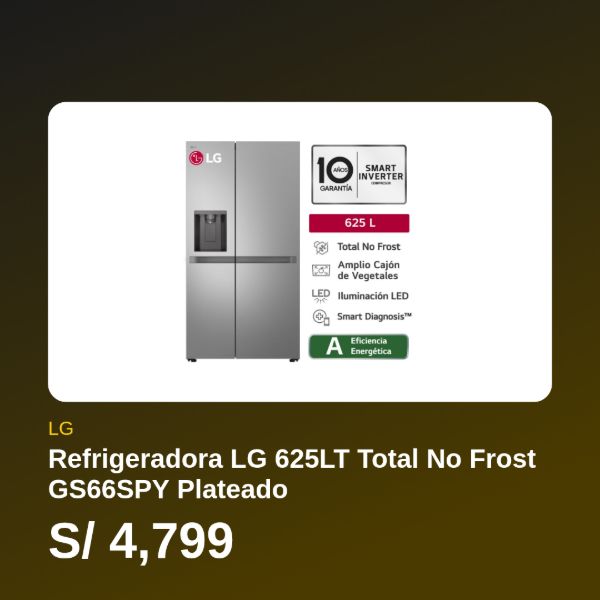 LG
10
AÑOS
GARANTÍA
SMART
INVERTER
COMPRESOR
625 L
Total No Frost
Amplio Cajón
de Vegetales
LED
Iluminación LED
Smart Diagnosis™
A
Eficiencia
Energética
LG
Refrigeradora LG 625LT Total No Frost
GS66SPY Plateado
S/ 4,799